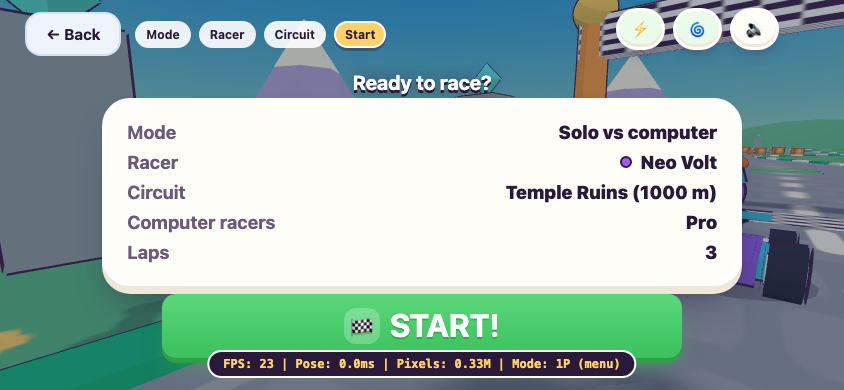 ← Back Mode Racer Circuit Start
Ready to race?
Mode Solo vs computer
Racer Neo Volt
Circuit Temple Ruins (1000 m)
Computer racers Pro
Laps 3
START!
FPS: 23 | Pose: 0.0ms | Pixels: 0.33M | Mode: 1P (menu)